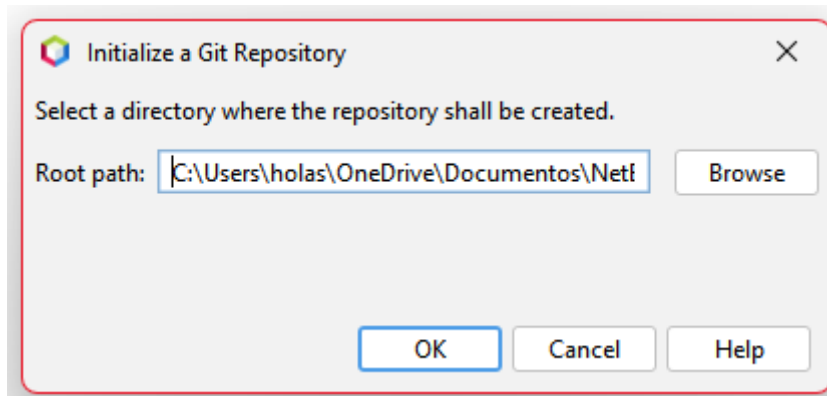 Initialize a Git Repository
Select a directory where the repository shall be created.
Root path: C:\Users\holas\OneDrive\Documentos\Net Browse
OK Cancel Help